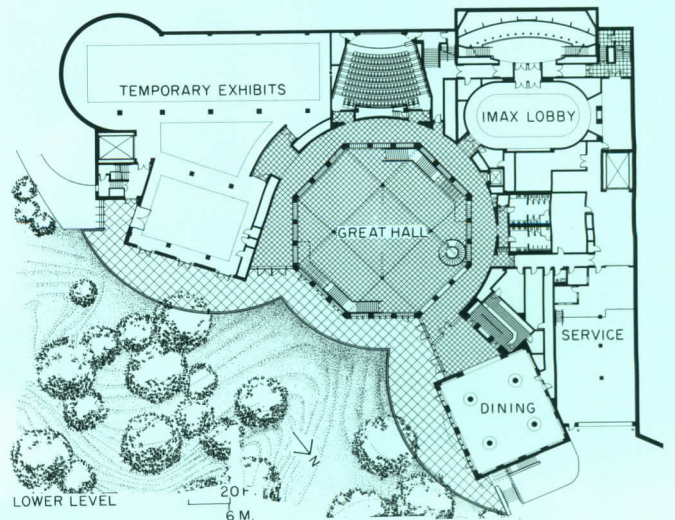 TEMPORARY EXHIBITS
IMAX LOBBY
GREAT HALL
SERVICE
DINING
N
LOWER LEVEL
20 F.
6 M.